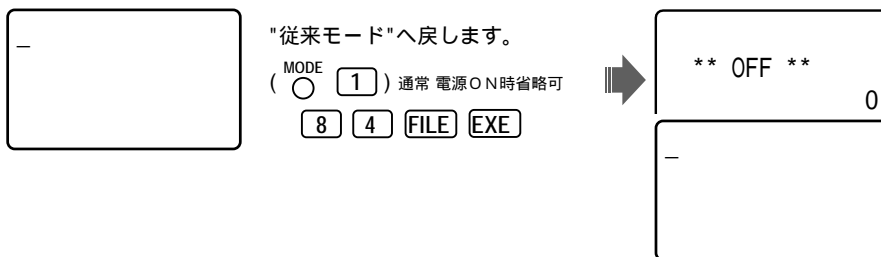 _
"従来モード"へ戻します。
( MODE 1 ) 通常 電源ON時省略可
8 4 FILE EXE
** OFF **
0
_